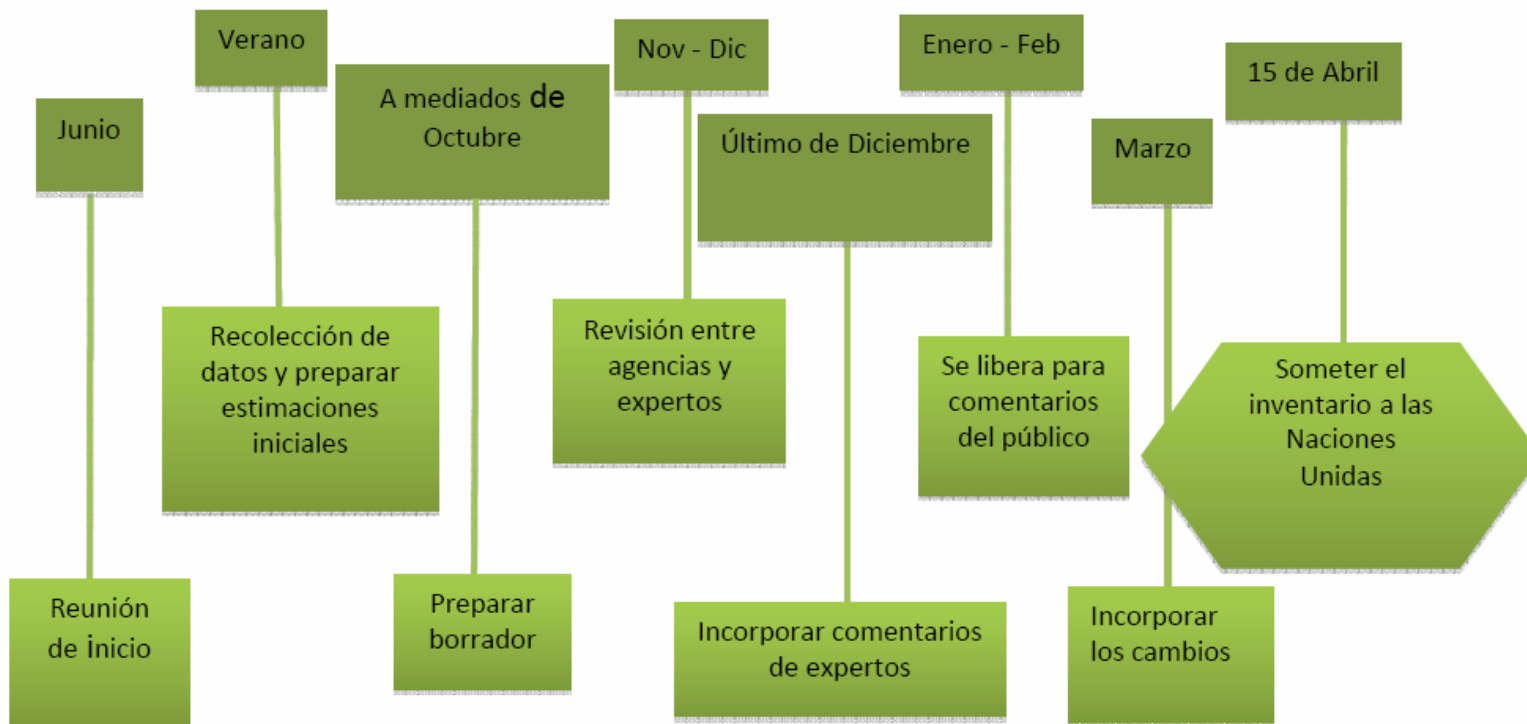 Junio
Reunión
de inicio
Verano
Recolección de
datos y preparar
estimaciones
iniciales
A mediados de
Octubre
Preparar
borrador
Nov - Dic
Revisión entre
agencias y
expertos
Último de Diciembre
Incorporar comentarios
de expertos
Enero - Feb
Se libera para
comentarios
del público
Marzo
Incorporar
los cambios
15 de Abril
Someter el
inventario a las
Naciones
Unidas